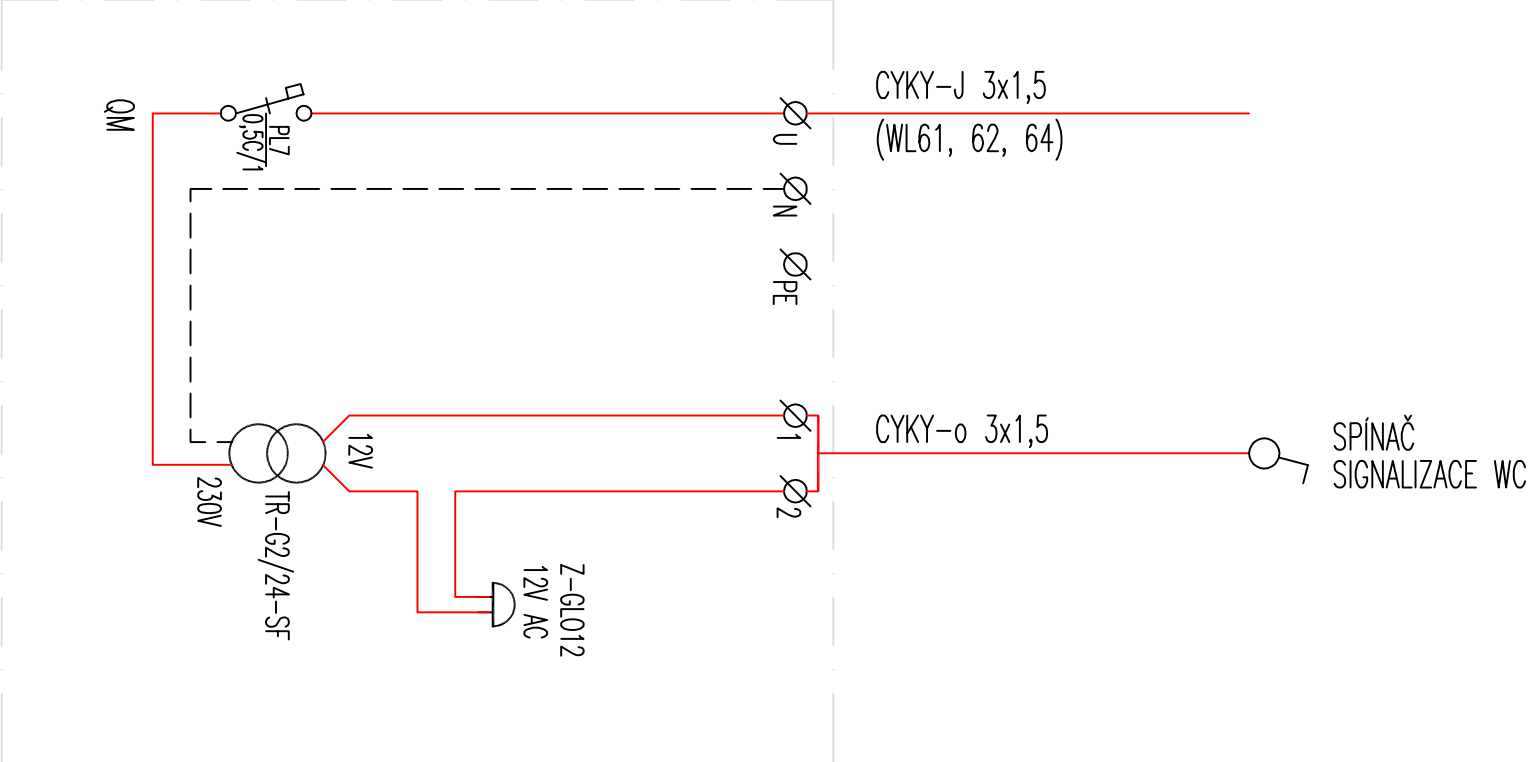 CYKY-J 3x1,5
(WL61, 62, 64)
QM
PL7
0,5C/1
U
N
PE
12V
1
CYKY-o 3x1,5
SPÍNAČ
SIGNALIZACE WC
230V
TR-G2/24-SF
2
Z-GLO12
12V AC